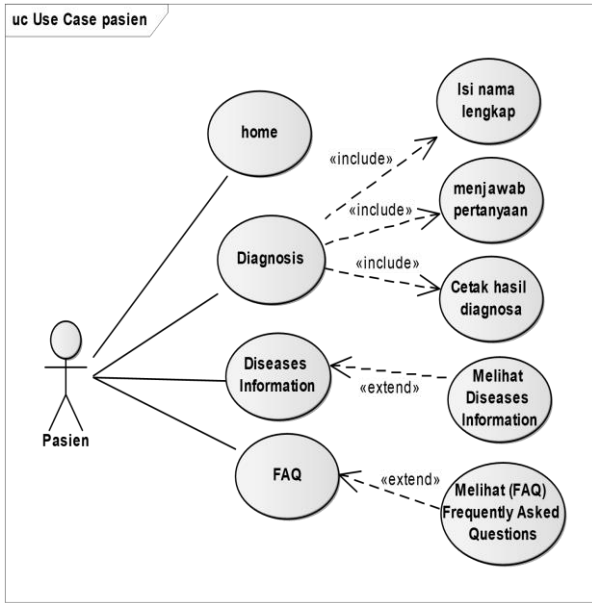 uc Use Case pasien
Isi nama
lengkap
home
«include»
menjawab
pertanyaan
«include»
Diagnosis
«include»
Cetak hasil
diagnosa
Diseases
Information
«extend»
Melihat
Diseases
Information
Pasien
FAQ
«extend»
Melihat (FAQ)
Frequently Asked
Questions